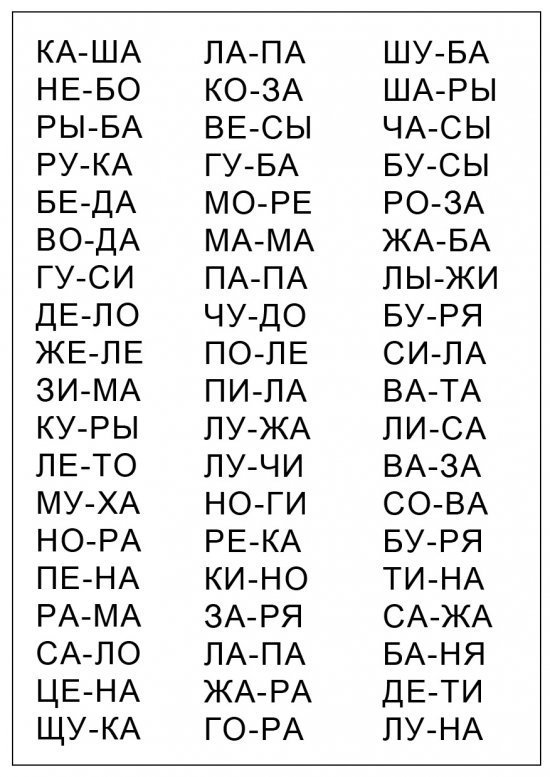 КА-ША ЛА-ПА ШУ-БА
НЕ-БО КО-ЗА ША-РЫ
РЫ-БА ВЕ-СЫ ЧА-СЫ
РУ-КА ГУ-БА БУ-СЫ
БЕ-ДА МО-РЕ РО-ЗА
ВО-ДА МА-МА ЖА-БА
ГУ-СИ ПА-ПА ЛЫ-ЖИ
ДЕ-ЛО ЧУ-ДО БУ-РЯ
ЖЕ-ЛЕ ПО-ЛЕ СИ-ЛА
ЗИ-МА ПИ-ЛА ВА-ТА
КУ-РЫ ЛУ-ЖА ЛИ-СА
ЛЕ-ТО ЛУ-ЧИ ВА-ЗА
МУ-ХА НО-ГИ СО-ВА
НО-РА РЕ-КА БУ-РЯ
ПЕ-НА КИ-НО ТИ-НА
РА-МА ЗА-РЯ СА-ЖА
СА-ЛО ЛА-ПА БА-НЯ
ЦЕ-НА ЖА-РА ДЕ-ТИ
ЩУ-КА ГО-РА ЛУ-НА